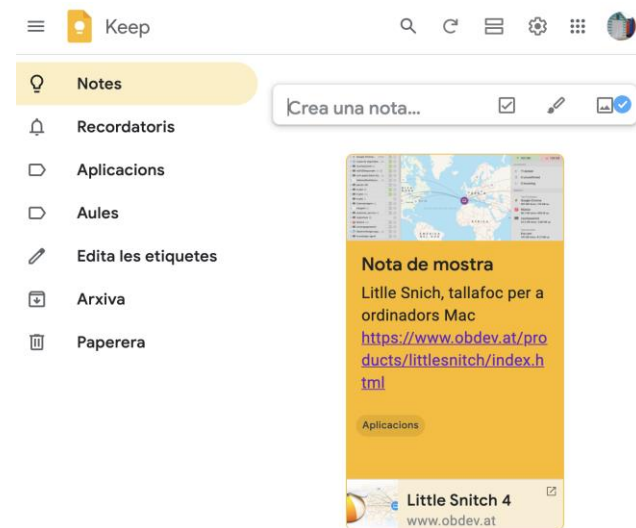 Keep
Notes
Recordatoris
Aplicacions
Aules
Edita les etiquetes
Arxiva
Paperera
Crea una nota...
Nota de mostra
Litlle Snich, tallafoc per a
ordinadors Mac
https://www.obdev.at/pro
ducts/littlesnitch/index.h
tml
Aplicacions
Little Snitch 4
www.obdev.at